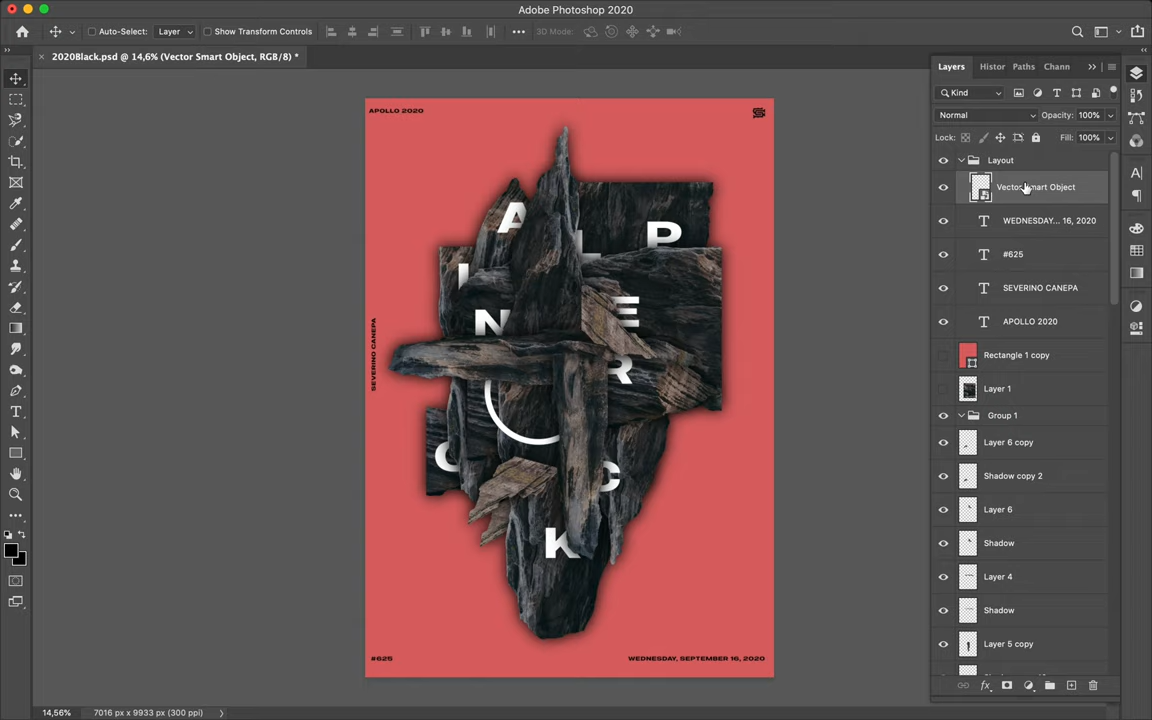 Adobe Photoshop 2020
Auto-Select: Layer Show Transform Controls 3D Mode:
2020Black.psd @ 14,6% (Vector Smart Object, RGB/8) *
Layers Histor Paths Chann
Kind
Normal Opacity: 100%
Lock: Fill: 100%
Layout
Vector Smart Object
WEDNESDAY... 16, 2020
#625
SEVERINO CANEPA
APOLLO 2020
Rectangle 1 copy
Layer 1
Group 1
Layer 6 copy
Shadow copy 2
Layer 6
Shadow
Layer 4
Shadow
Layer 5 copy
APOLLO 2020
A
L P
I
N E
R
O
C C
K
SEVERINO CANEPA
#625 WEDNESDAY, SEPTEMBER 16, 2020
14,56% 7016 px x 9933 px (300 ppi)